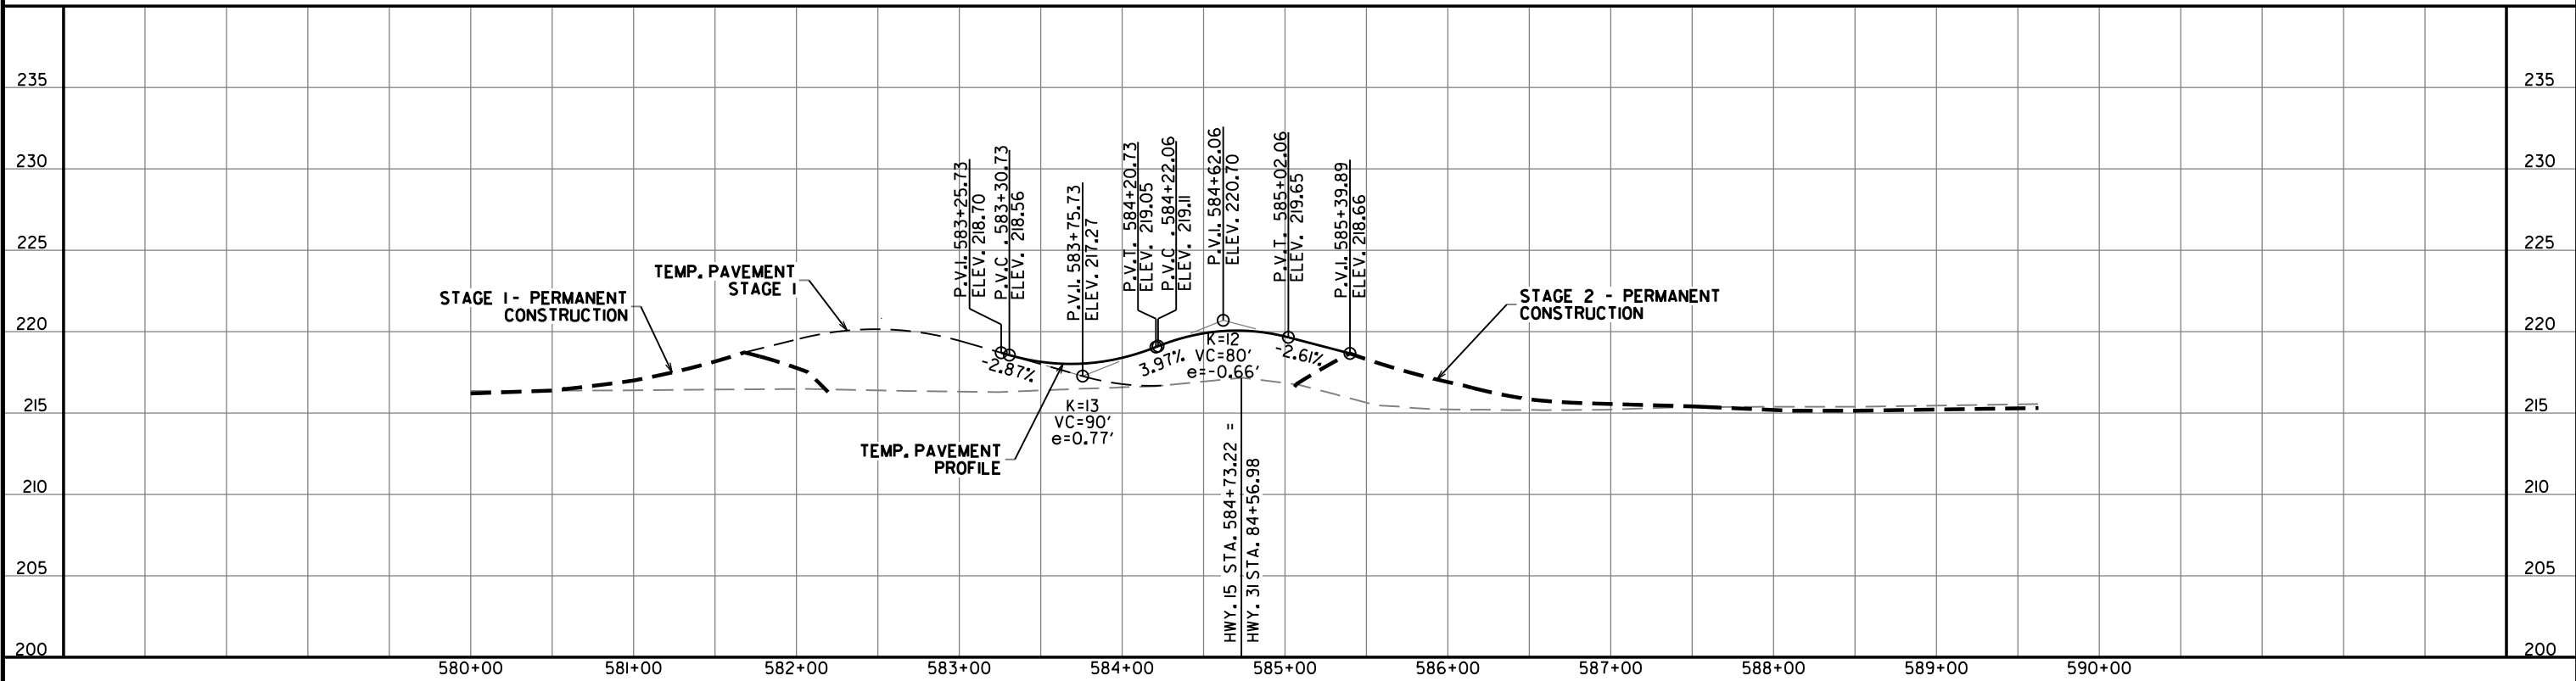 235
235
230
230
225
225
220
220
215
215
210
210
205
205
200
200
P.V.I. 583+25.73
ELEV. 218.70
P.V.C . 583+30.73
ELEV. 218.56
P.V.I. 583+75.73
ELEV. 217.27
P.V.T. 584+20.73
ELEV. 219.05
P.V.C . 584+22.06
ELEV. 219.11
P.V.I. 584+62.06
ELEV. 220.70
P.V.T. 585+02.06
ELEV. 219.65
P.V.I. 585+39.89
ELEV. 218.66
TEMP. PAVEMENT
STAGE 1
STAGE 1 - PERMANENT
CONSTRUCTION
STAGE 2 - PERMANENT
CONSTRUCTION
-2.87%
3.97%
K=12
VC=80'
e=-0.66'
-2.61%
K=13
VC=90'
e=0.77'
TEMP. PAVEMENT
PROFILE
HWY. 15 STA. 584+73.22 =
HWY. 31 STA. 84+56.98
580+00
581+00
582+00
583+00
584+00
585+00
586+00
587+00
588+00
589+00
590+00